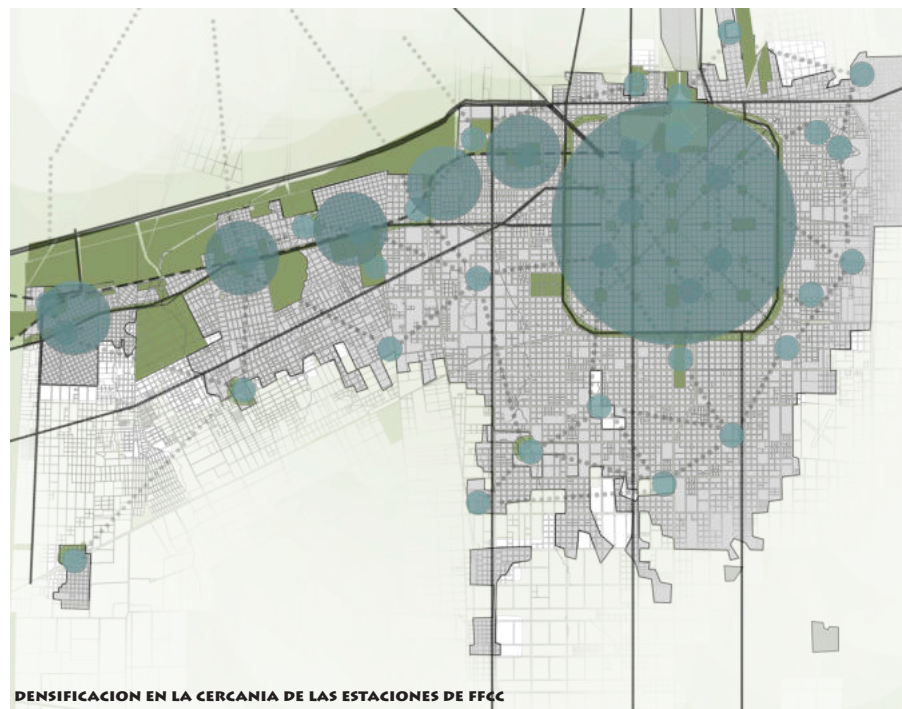 DENSIFICACION EN LA CERCANIA DE LAS ESTACIONES DE FFCC